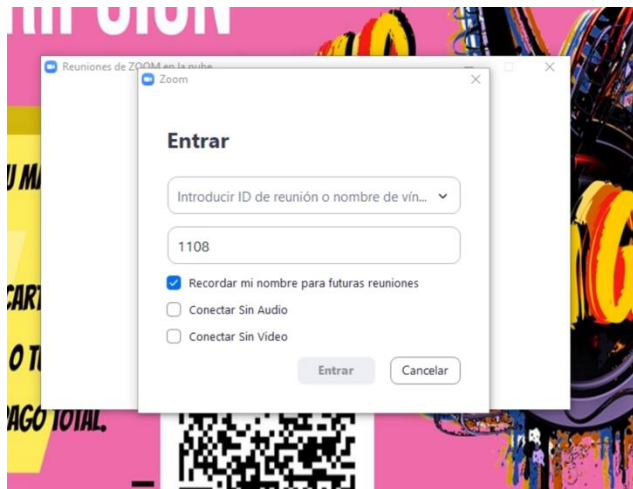 Reuniones de ZOOM en la nube
Zoom
Entrar
Introducir ID de reunión o nombre de vín...
1108
Recordar mi nombre para futuras reuniones
Conectar Sin Audio
Conectar Sin Video
Entrar
Cancelar
O
PAGO TOTAL.